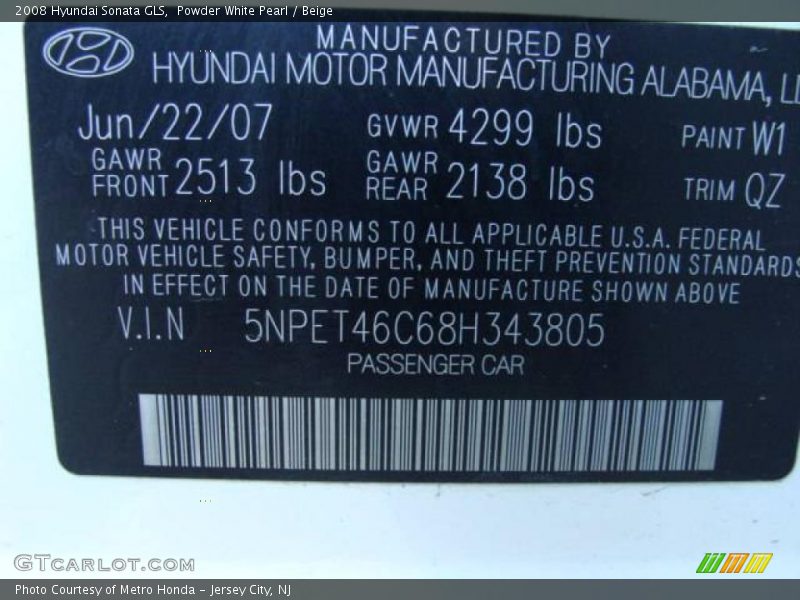 2008 Hyundai Sonata GLS, Powder White Pearl / Beige
MANUFACTURED BY
HYUNDAI MOTOR MANUFACTURING ALABAMA,
Jun/22/07 GVWR 4299 lbs PAINT W1
GAWR FRONT 2513 lbs GAWR REAR 2138 lbs TRIM QZ
THIS VEHICLE CONFORMS TO ALL APPLICABLE U.S.A. FEDERAL
MOTOR VEHICLE SAFETY, BUMPER, AND THEFT PREVENTION STANDARDS
IN EFFECT ON THE DATE OF MANUFACTURE SHOWN ABOVE
V.I.N 5NPET46C68H343805
PASSENGER CAR
GTCARLOT.COM
Photo Courtesy of Metro Honda - Jersey City, NJ